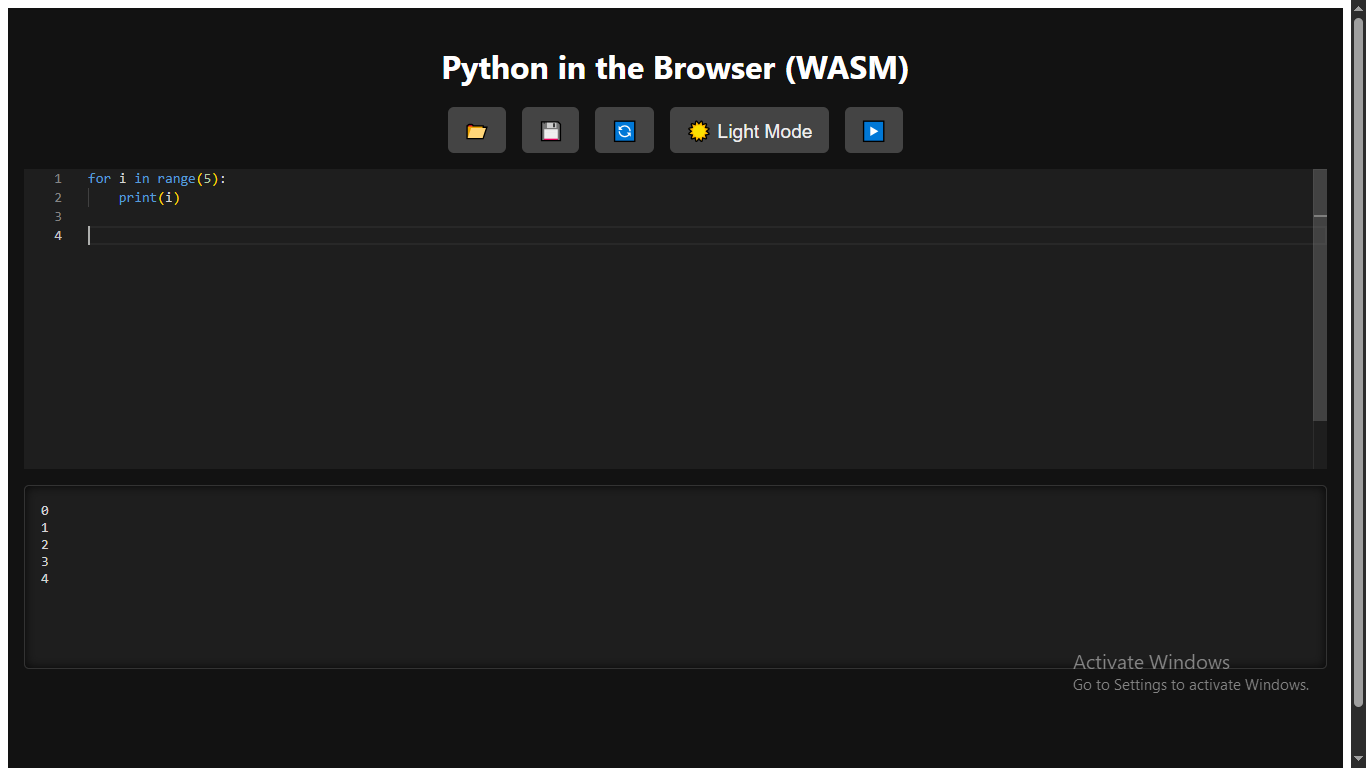 Python in the Browser (WASM)
Light Mode
1 for i in range(5):
2     print(i)
3
4
0
1
2
3
4
Activate Windows
Go to Settings to activate Windows.